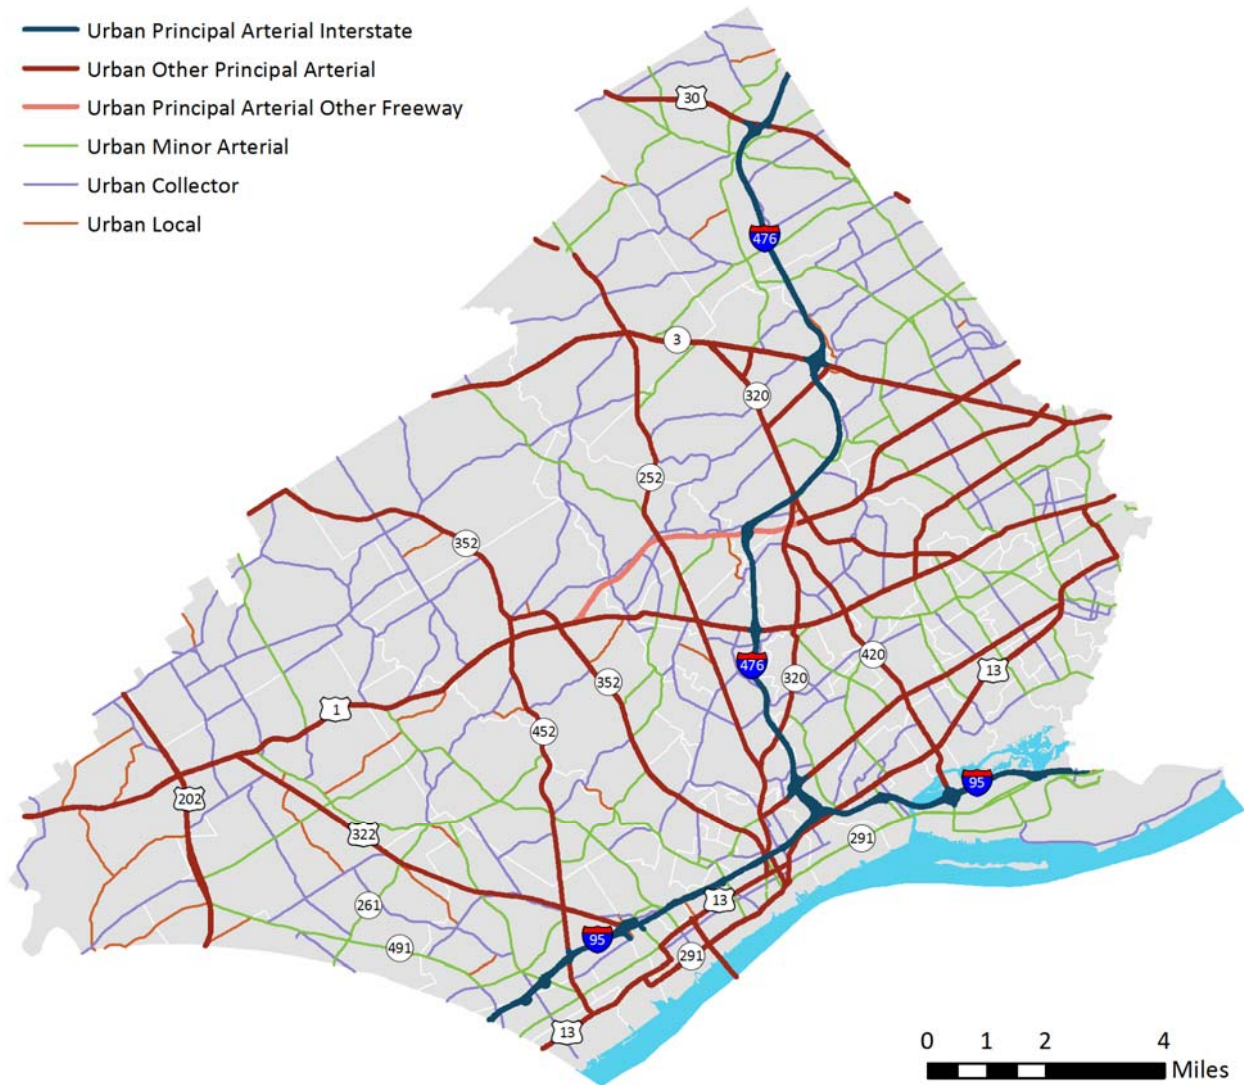 Urban Principal Arterial Interstate
Urban Other Principal Arterial
Urban Principal Arterial Other Freeway
Urban Minor Arterial
Urban Collector
Urban Local
30
476
3
320
252
352
476
320
420
13
352
1
452
202
322
95
291
261
13
491
95
291
13
0 1 2 4
Miles